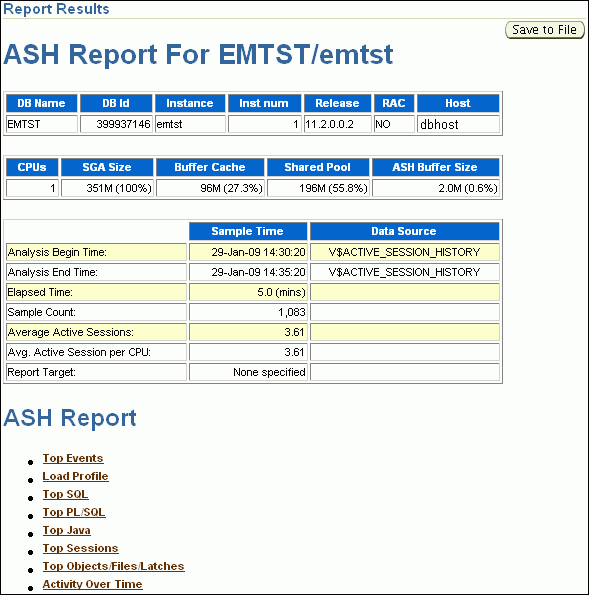 Report Results
Save to File
ASH Report For EMTST/emtst
DB Name DB Id Instance Inst num Release RAC Host
EMTST 399937146 emtst 1 11.2.0.0.2 NO dbhost
CPUs SGA Size Buffer Cache Shared Pool ASH Buffer Size
1 351M (100%) 96M (27.3%) 196M (55.8%) 2.0M (0.6%)
Sample Time Data Source
Analysis Begin Time: 29-Jan-09 14:30:20 V$ACTIVE_SESSION_HISTORY
Analysis End Time: 29-Jan-09 14:35:20 V$ACTIVE_SESSION_HISTORY
Elapsed Time: 5.0 (mins)
Sample Count: 1,083
Average Active Sessions: 3.61
Avg. Active Session per CPU: 3.61
Report Target: None specified
ASH Report
Top Events
Load Profile
Top SQL
Top PL/SQL
Top Java
Top Sessions
Top Objects/Files/Latches
Activity Over Time